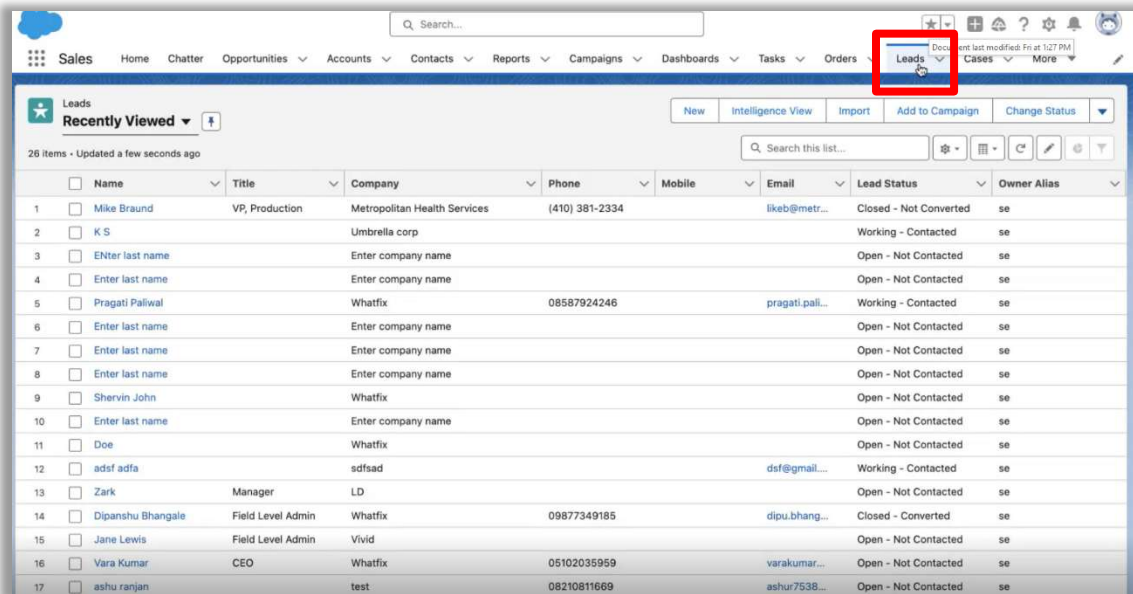 Search...
Document last modified: Fri at 1:27 PM
Sales Home Chatter Opportunities Accounts Contacts Reports Campaigns Dashboards Tasks Orders Leads Cases More
Leads
Recently Viewed
New Intelligence View Import Add to Campaign Change Status
26 items • Updated a few seconds ago
Search this list...
Name Title Company Phone Mobile Email Lead Status Owner Alias
1 Mike Braund VP, Production Metropolitan Health Services (410) 381-2334 likeb@metr... Closed - Not Converted se
2 K S Umbrella corp Working - Contacted se
3 ENter last name Enter company name Open - Not Contacted se
4 Enter last name Enter company name Open - Not Contacted se
5 Pragati Paliwal Whatfix 08587924246 pragati.pali... Working - Contacted se
6 Enter last name Enter company name Open - Not Contacted se
7 Enter last name Enter company name Open - Not Contacted se
8 Enter last name Enter company name Open - Not Contacted se
9 Shervin John Whatfix Open - Not Contacted se
10 Enter last name Enter company name Open - Not Contacted se
11 Doe Whatfix Open - Not Contacted se
12 adsf adfa sdfsad dsf@gmail.... Working - Contacted se
13 Zark Manager LD Open - Not Contacted se
14 Dipanshu Bhangale Field Level Admin Whatfix 09877349185 dipu.bhang... Closed - Converted se
15 Jane Lewis Field Level Admin Vivid Open - Not Contacted se
16 Vara Kumar CEO Whatfix 05102035959 varakumar... Open - Not Contacted se
17 ashu ranjan test 08210811669 ashur7538... Open - Not Contacted se